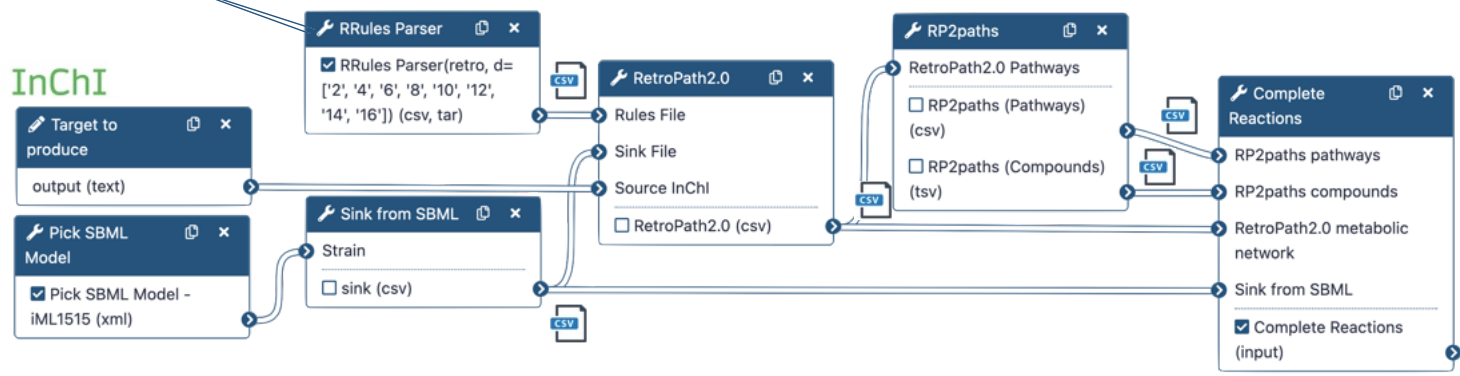 InChI
Target to
produce
output (text)
Pick SBML
Model
Pick SBML Model -
iML1515 (xml)
RRules Parser
RRules Parser(retro, d=
['2', '4', '6', '8', '10', '12',
'14', '16']) (csv, tar)
CSV
Sink from SBML
Strain
sink (csv)
CSV
RetroPath2.0
Rules File
Sink File
Source InChI
RetroPath2.0 (csv)
CSV
RP2paths
RetroPath2.0 Pathways
RP2paths (Pathways)
(csv)
RP2paths (Compounds)
(tsv)
CSV
CSV
Complete
Reactions
RP2paths pathways
RP2paths compounds
RetroPath2.0 metabolic
network
Sink from SBML
Complete Reactions
(input)